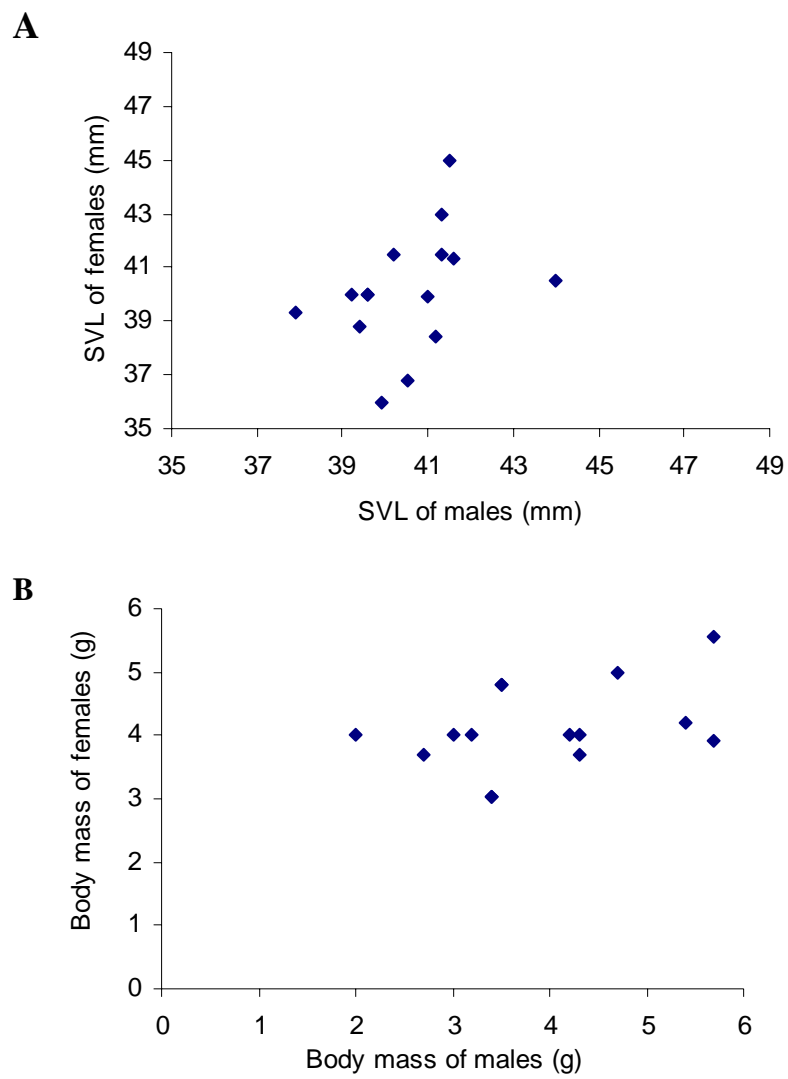 A
49
47
45
43
41
39
37
35
SVL of females (mm)
35 37 39 41 43 45 47 49
SVL of males (mm)
B
6
5
4
3
2
1
0
Body mass of females (g)
0 1 2 3 4 5 6
Body mass of males (g)